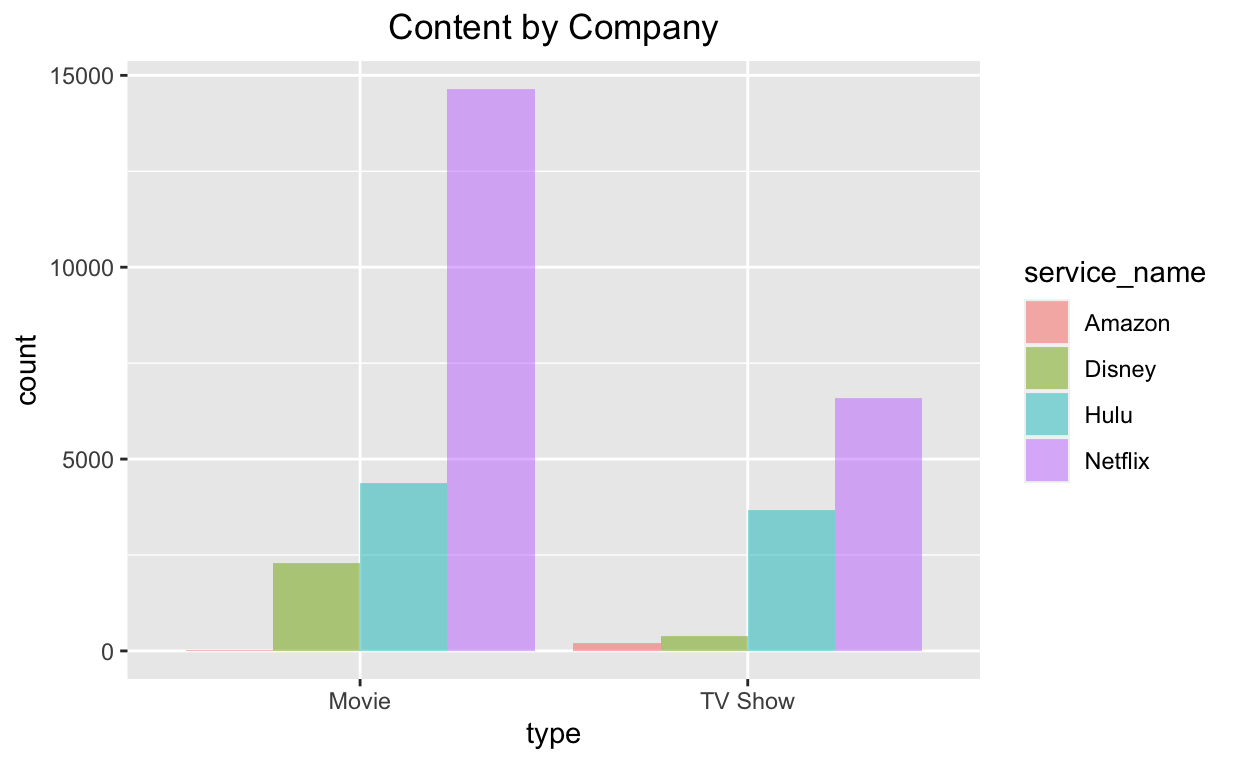 Content by Company
15000
10000
5000
0
count
Movie
TV Show
type
service_name
Amazon
Disney
Hulu
Netflix